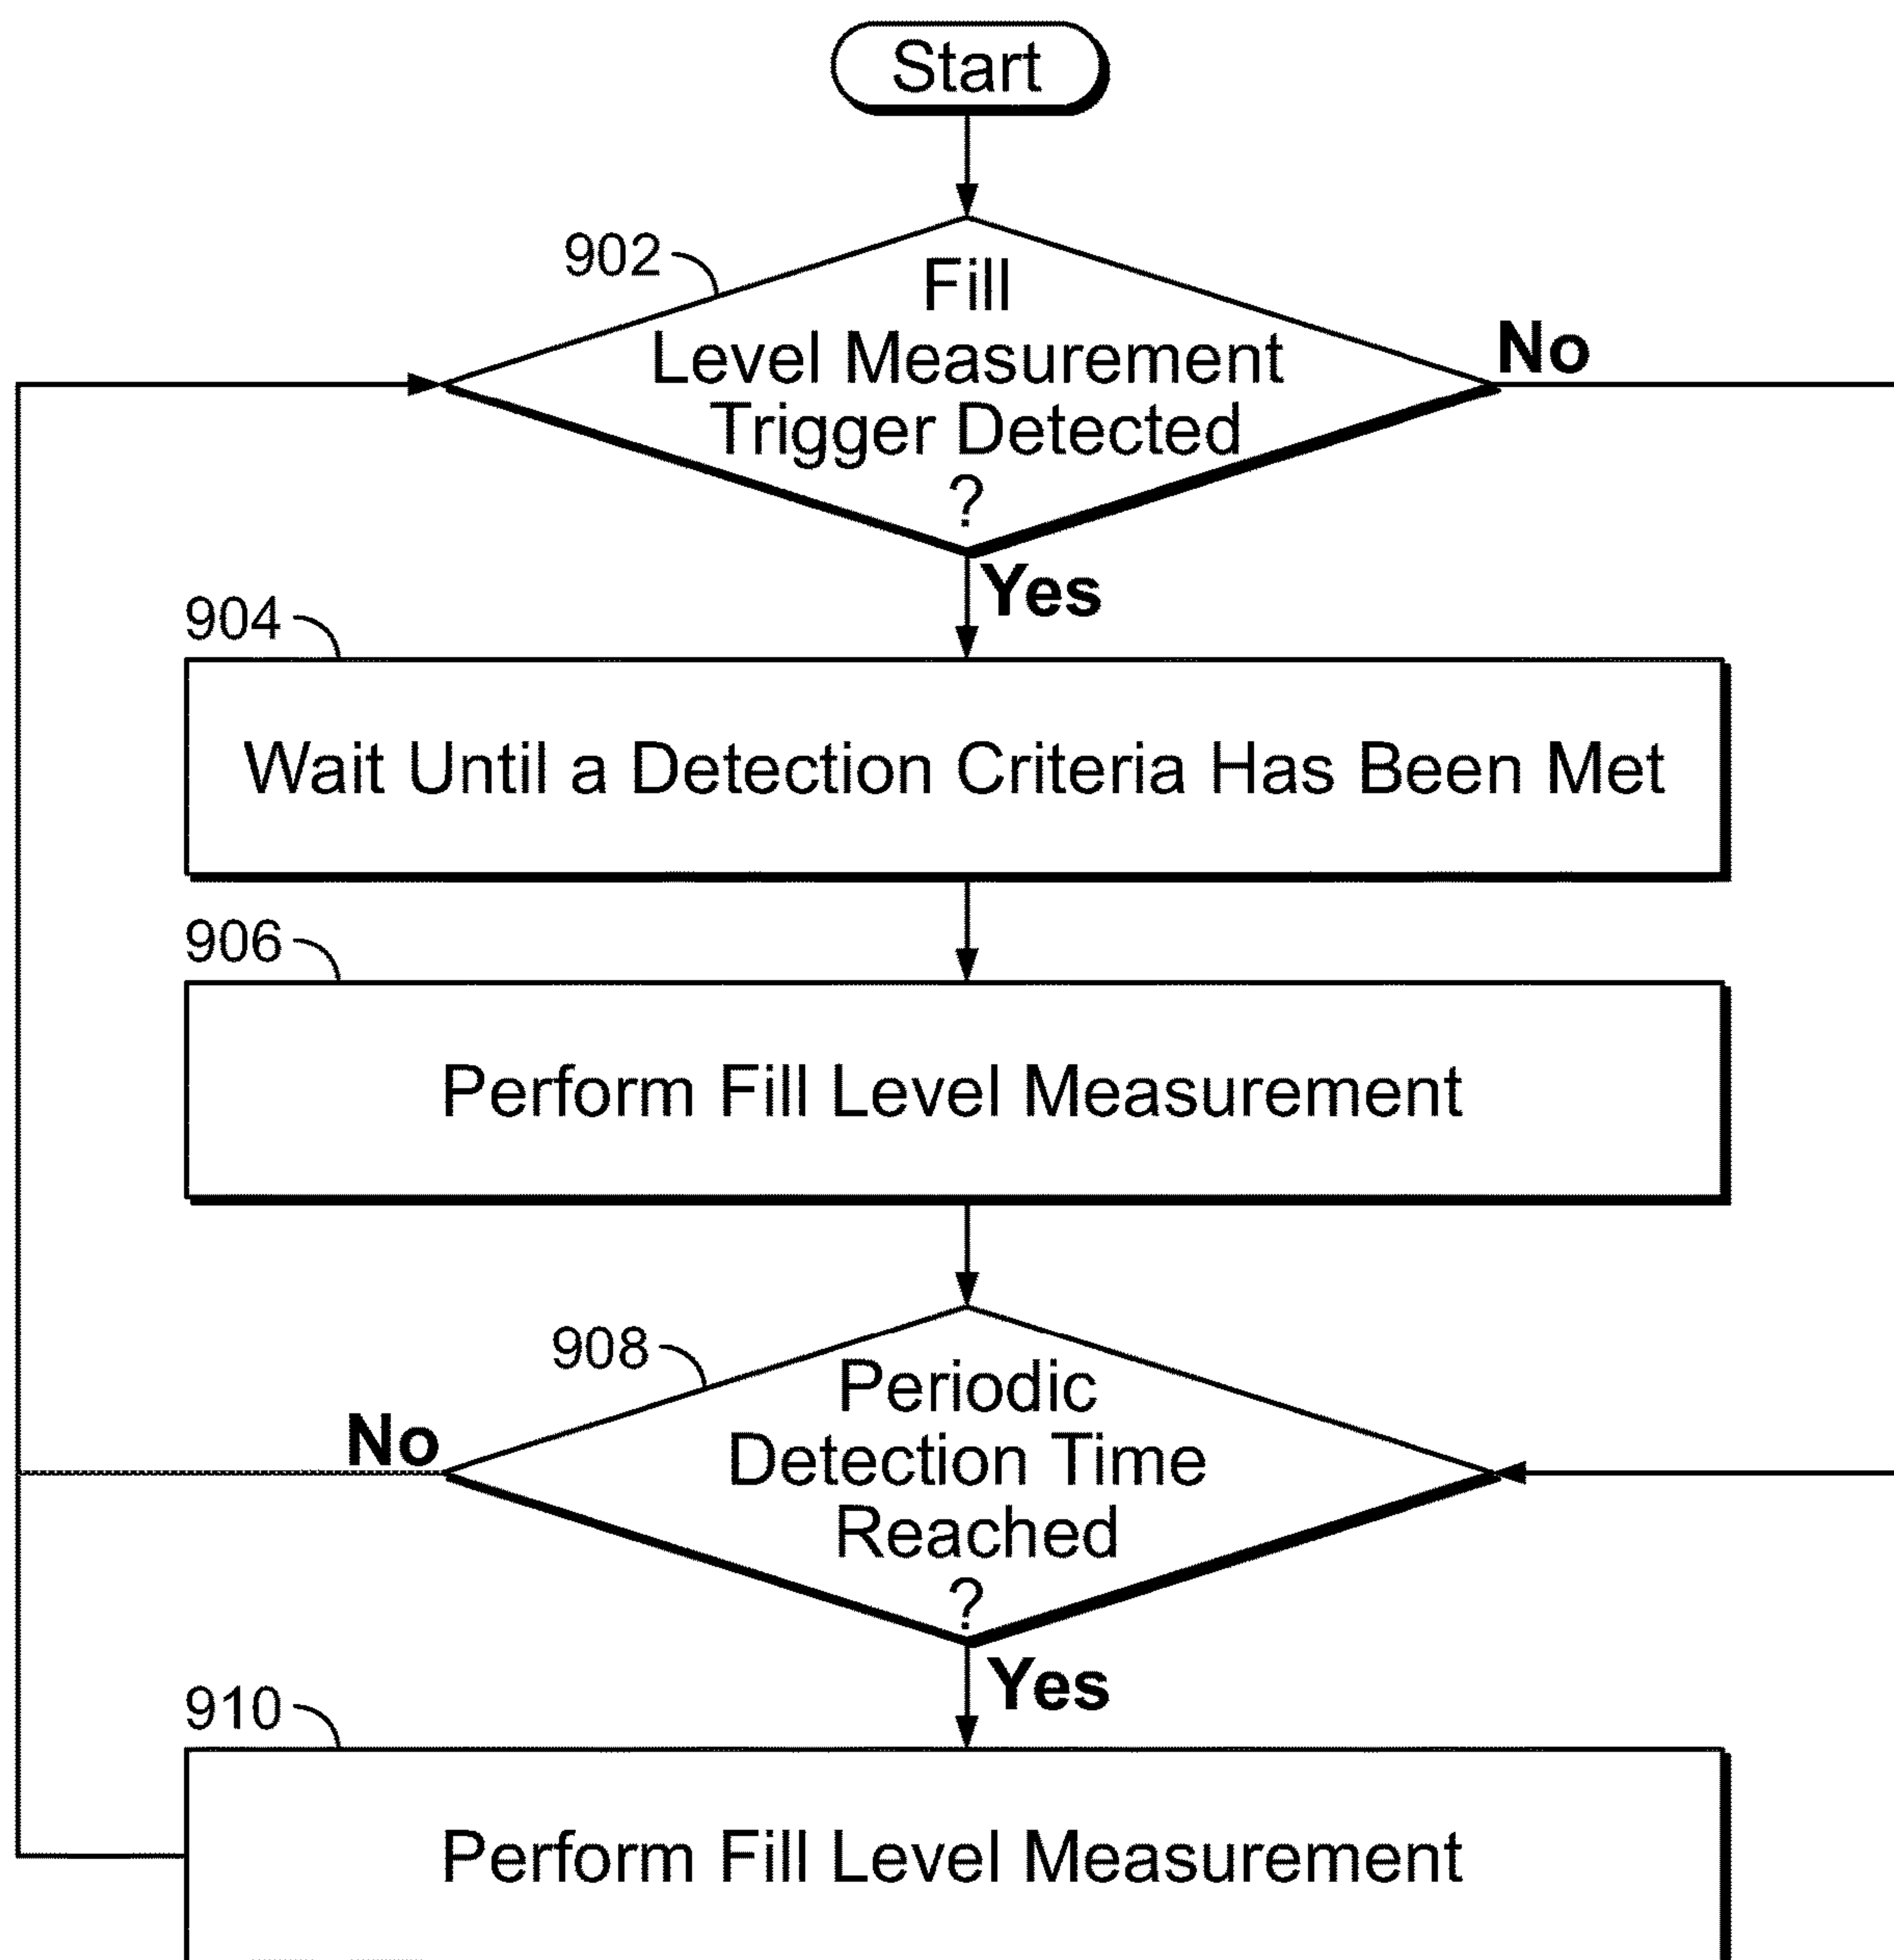 Start
902
Fill
Level Measurement
Trigger Detected
?
No
Yes
904
Wait Until a Detection Criteria Has Been Met
906
Perform Fill Level Measurement
908
Periodic
Detection Time
Reached
?
No
Yes
910
Perform Fill Level Measurement